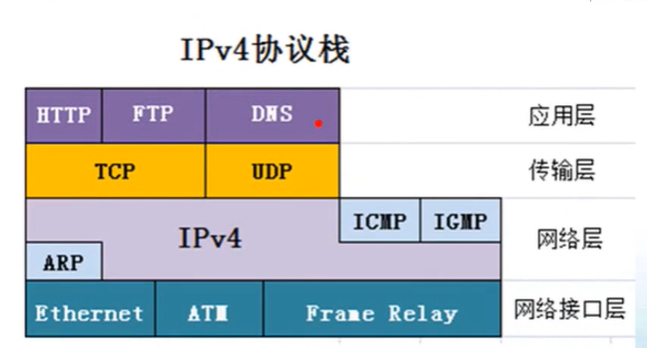 IPv4协议栈
HTTP FTP DNS 应用层
TCP UDP 传输层
IPv4 ICMP IGMP 网络层
ARP
Ethernet ATM Frame Relay 网络接口层